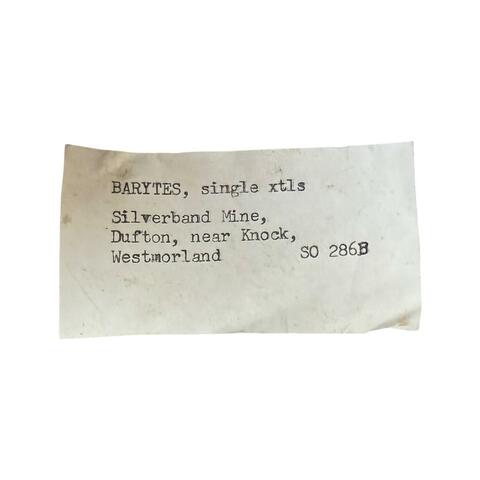 BARYTES, single xtls
Silverband Mine,
Dufton, near Knock,
Westmorland SO 286B